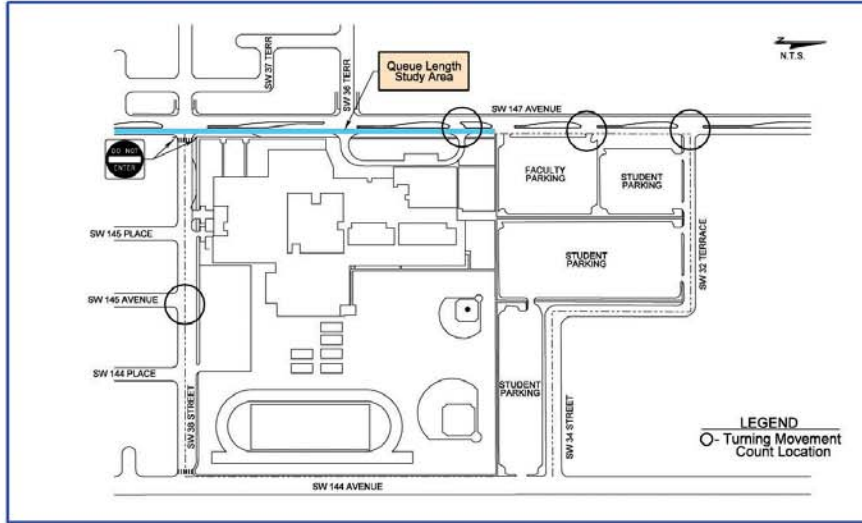 SW 37 TERR
SW 36 TERR
Queue Length
Study Area
N.T.S.
SW 147 AVENUE
DO NOT
ENTER
FACULTY
PARKING
STUDENT
PARKING
SW 145 PLACE
STUDENT
PARKING
SW 32 TERRACE
SW 145 AVENUE
SW 144 PLACE
STUDENT
PARKING
SW 38 STREET
SW 34 STREET
LEGEND
O- Turning Movement
Count Location
SW 144 AVENUE